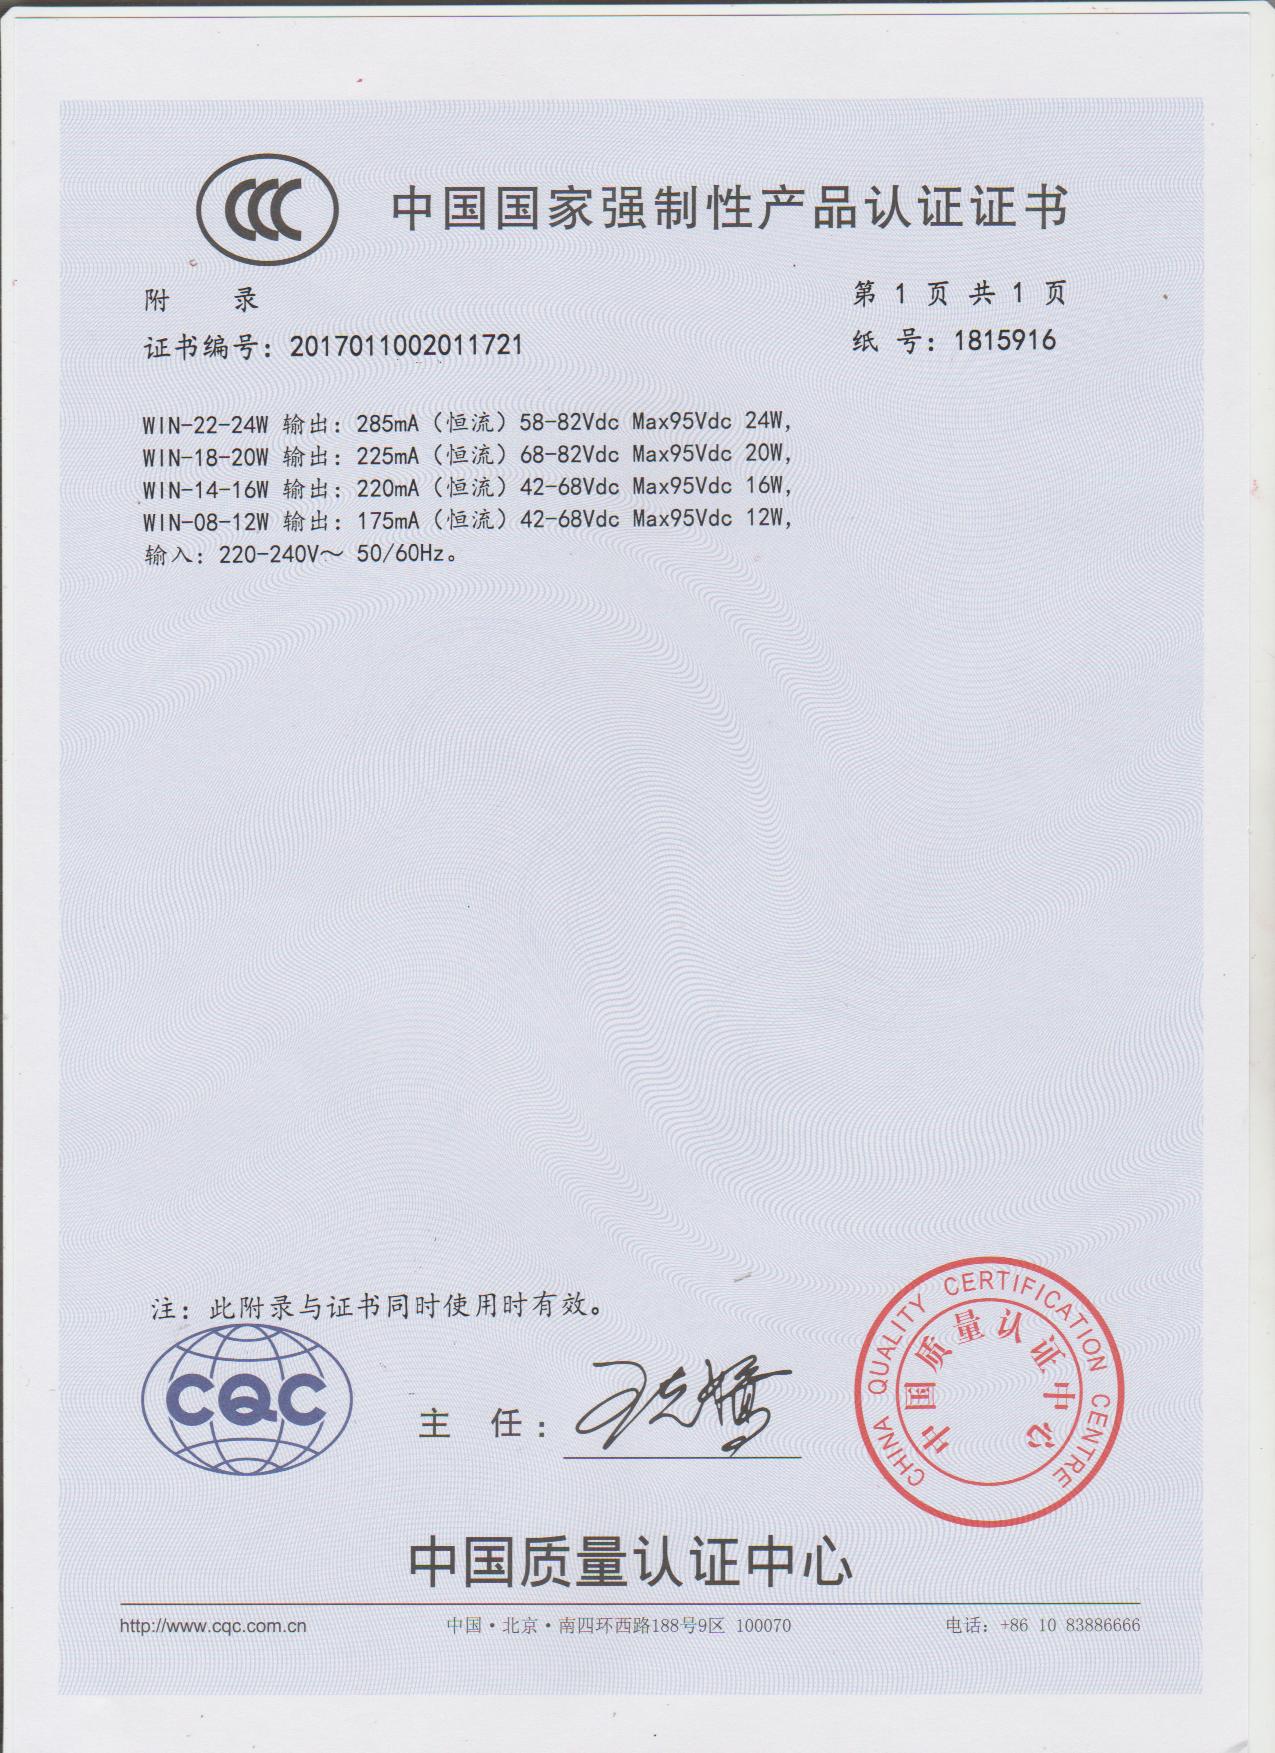 CCC 中国国家强制性产品认证证书
附 录
第 1 页 共 1 页
证书编号：2017011002011721
纸 号：1815916
WIN-22-24W 输出：285mA（恒流）58-82Vdc Max95Vdc 24W,
WIN-18-20W 输出：225mA（恒流）68-82Vdc Max95Vdc 20W,
WIN-14-16W 输出：220mA（恒流）42-68Vdc Max95Vdc 16W,
WIN-08-12W 输出：175mA（恒流）42-68Vdc Max95Vdc 12W,
输入：220-240V～ 50/60Hz。
注：此附录与证书同时使用时有效。
CQC
主 任：
CHINA QUALITY CERTIFICATION CENTRE
中国质量认证中心
中国质量认证中心
http://www.cqc.com.cn
中国·北京·南四环西路188号9区 100070
电话：+86 10 83886666